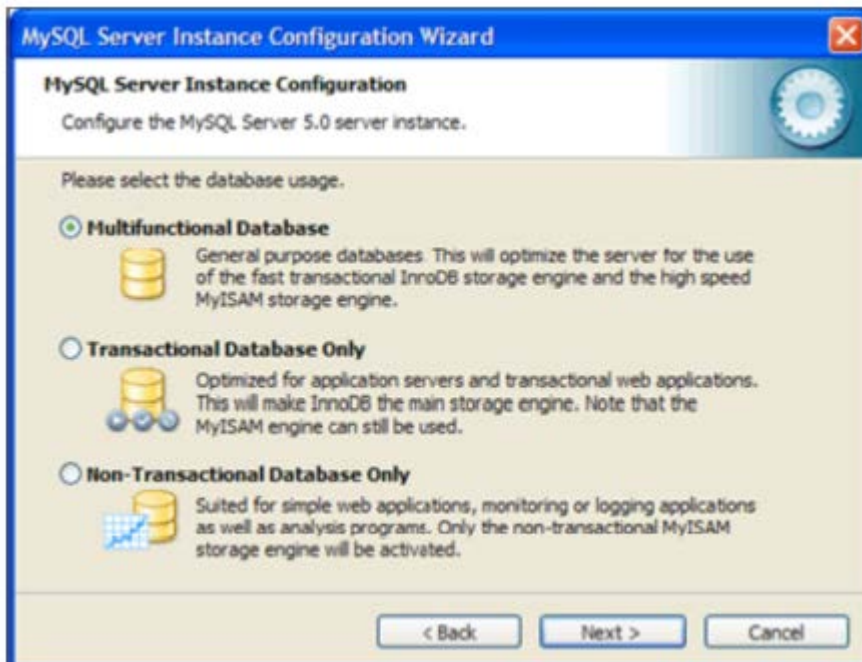 MySQL Server Instance Configuration Wizard
MySQL Server Instance Configuration
Configure the MySQL Server 5.0 server instance.
Please select the database usage.
Multifunctional Database
General purpose databases. This will optimize the server for the use
of the fast transactional InnoDB storage engine and the high speed
MyISAM storage engine.
Transactional Database Only
Optimized for application servers and transactional web applications.
This will make InnoDB the main storage engine. Note that the
MyISAM engine can still be used.
Non-Transactional Database Only
Suited for simple web applications, monitoring or logging applications
as well as analysis programs. Only the non-transactional MyISAM
storage engine will be activated.
< Back
Next >
Cancel